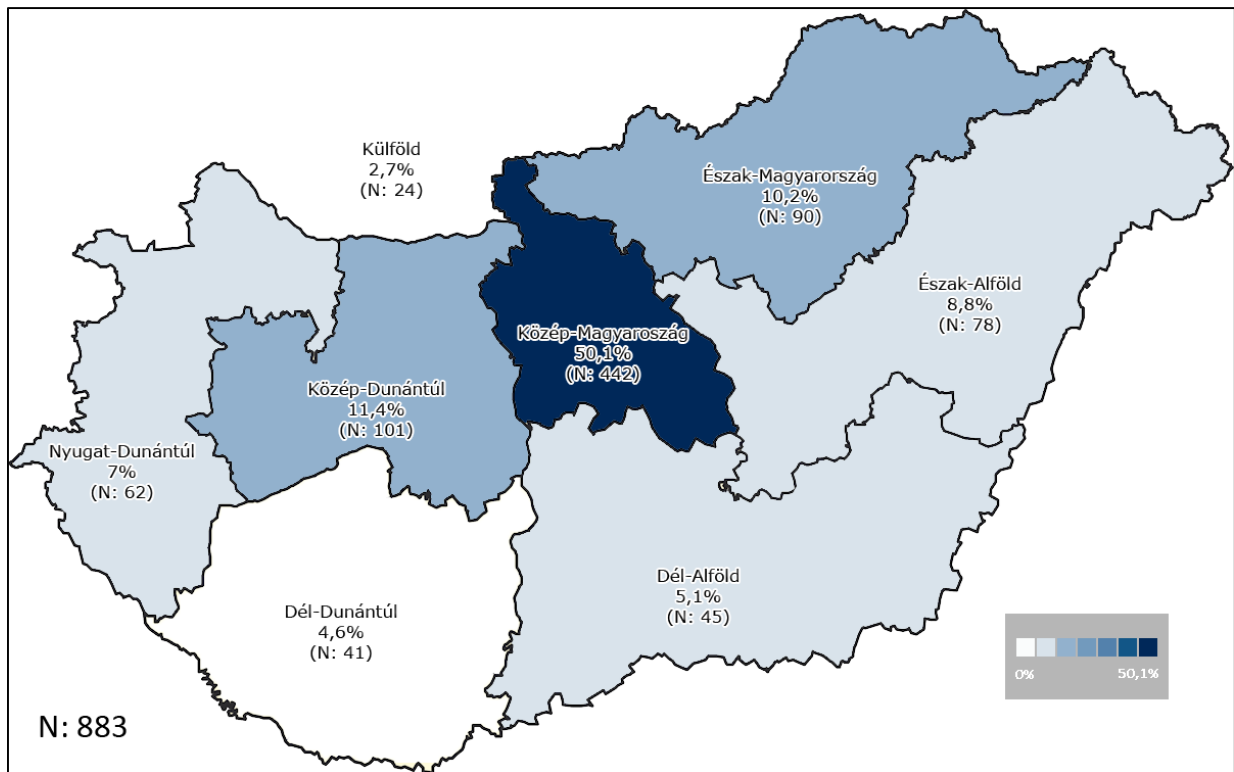 Külföld
2,7%
(N: 24)
Észak-Magyarország
10,2%
(N: 90)
Észak-Alföld
8,8%
(N: 78)
Közép-Magyaroszág
50,1%
(N: 442)
Közép-Dunántúl
11,4%
(N: 101)
Nyugat-Dunántúl
7%
(N: 62)
Dél-Alföld
5,1%
(N: 45)
Dél-Dunántúl
4,6%
(N: 41)
0% 50,1%
N: 883